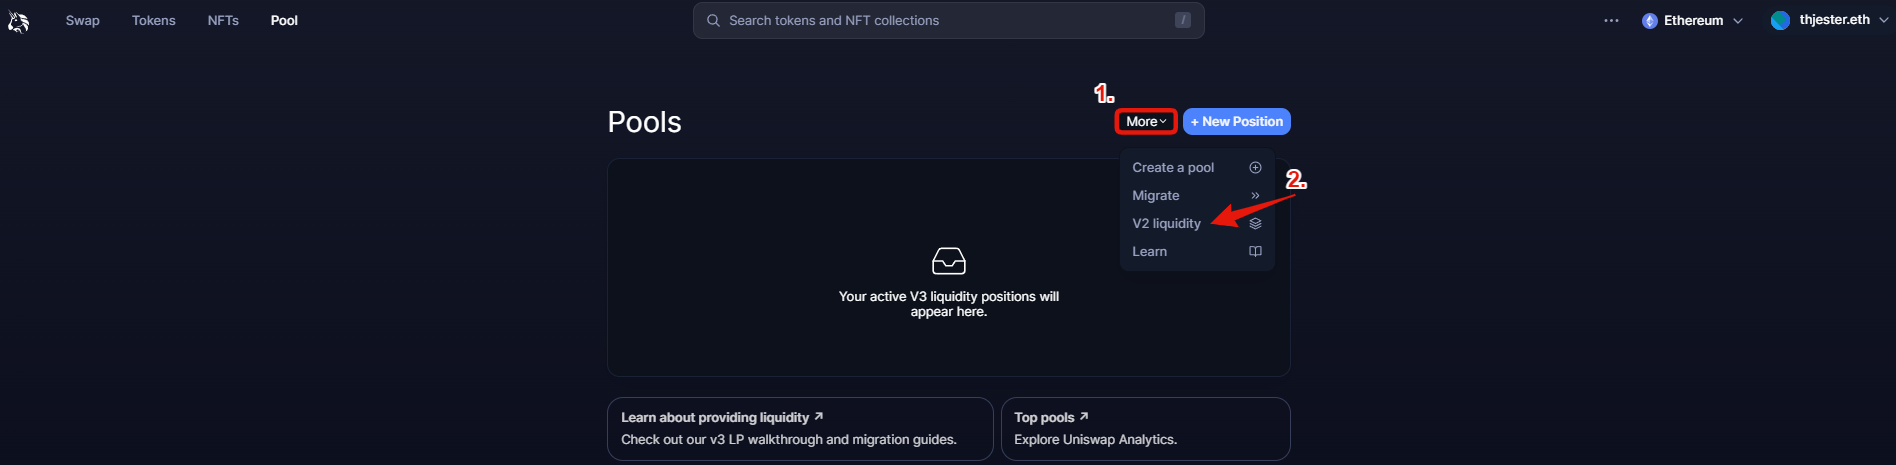 Swap Tokens NFTs Pool Search tokens and NFT collections / ... Ethereum thjester.eth
1.
Pools More + New Position
Create a pool
2.
Migrate
V2 liquidity
Learn
Your active V3 liquidity positions will
appear here.
Learn about providing liquidity ↗ Top pools ↗
Check out our v3 LP walkthrough and migration guides. Explore Uniswap Analytics.